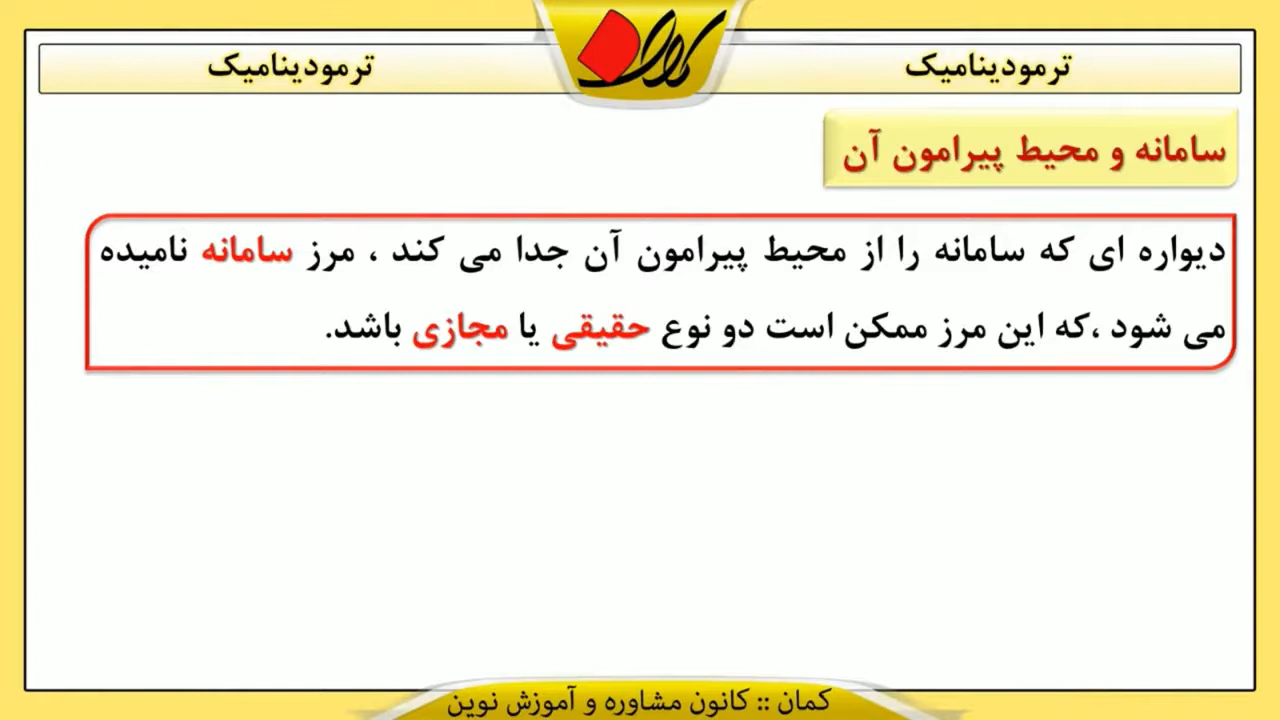 ترمودینامیک
کمان
ترمودینامیک
سامانه و محیط پیرامون آن
دیواره ای که سامانه را از محیط پیرامون آن جدا می کند ، مرز سامانه نامیده
می شود ،که این مرز ممکن است دو نوع حقیقی یا مجازی باشد.
کمان :: کانون مشاوره و آموزش نوین